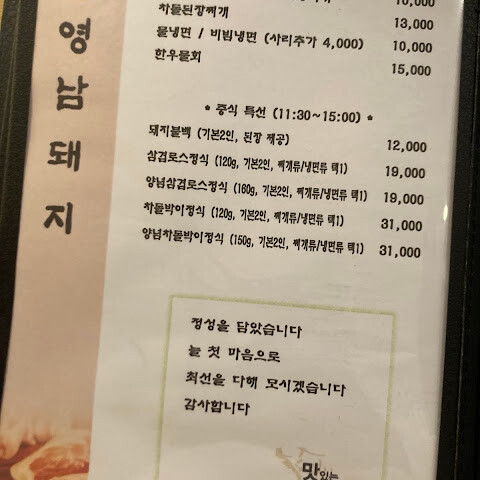 영남돼지
10,000
차돌된장찌개 13,000
물냉면 / 비빔냉면 (사리추가 4,000) 10,000
한우물회 15,000
* 중식 특선 (11:30~15:00) *
돼지불백 (기본2인, 된장 제공) 12,000
삼겹로스정식 (120g, 기본2인, 찌개류/냉면류 택1) 19,000
양념삼겹로스정식 (160g, 기본2인, 찌개류/냉면류 택1) 19,000
차돌박이정식 (120g, 기본2인, 찌개류/냉면류 택1) 31,000
양념차돌박이정식 (150g, 기본2인, 찌개류/냉면류 택1) 31,000
정성을 담았습니다
늘 첫 마음으로
최선을 다해 모시겠습니다
감사합니다
맛있는